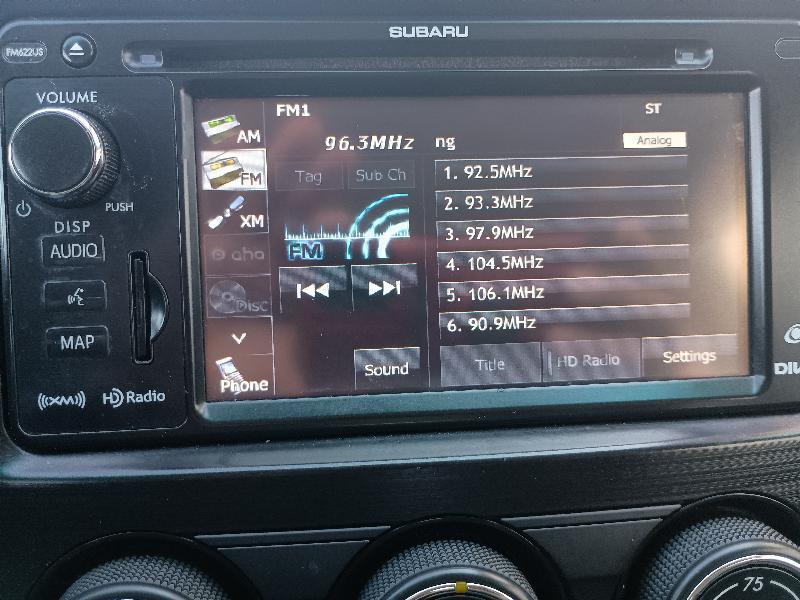 SUBARU
FM622US
VOLUME
PUSH
DISP
AUDIO
MAP
((XM)) HD Radio
FM1 ST
96.3MHz ng Analog
AM
FM
XM
aha
Disc
Phone
Tag Sub Ch
FM
Sound
1. 92.5MHz
2. 93.3MHz
3. 97.9MHz
4. 104.5MHz
5. 106.1MHz
6. 90.9MHz
Title HD Radio Settings
75